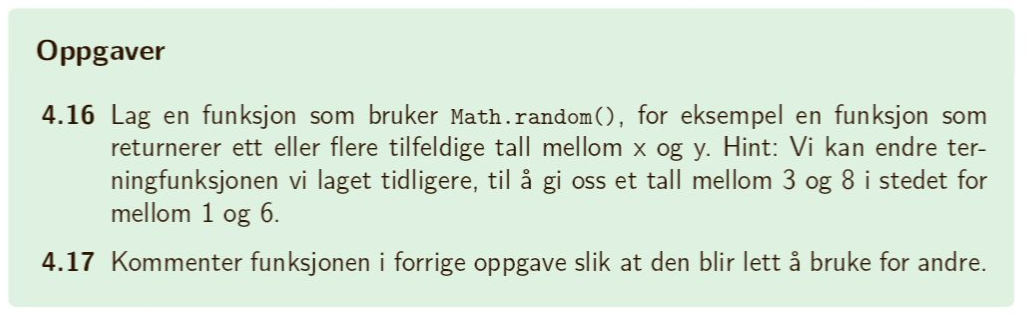 Oppgaver
4.16 Lag en funksjon som bruker Math.random(), for eksempel en funksjon som
returnerer ett eller flere tilfeldige tall mellom x og y. Hint: Vi kan endre ter-
ningfunksjonen vi laget tidligere, til å gi oss et tall mellom 3 og 8 i stedet for
mellom 1 og 6.
4.17 Kommenter funksjonen i forrige oppgave slik at den blir lett å bruke for andre.